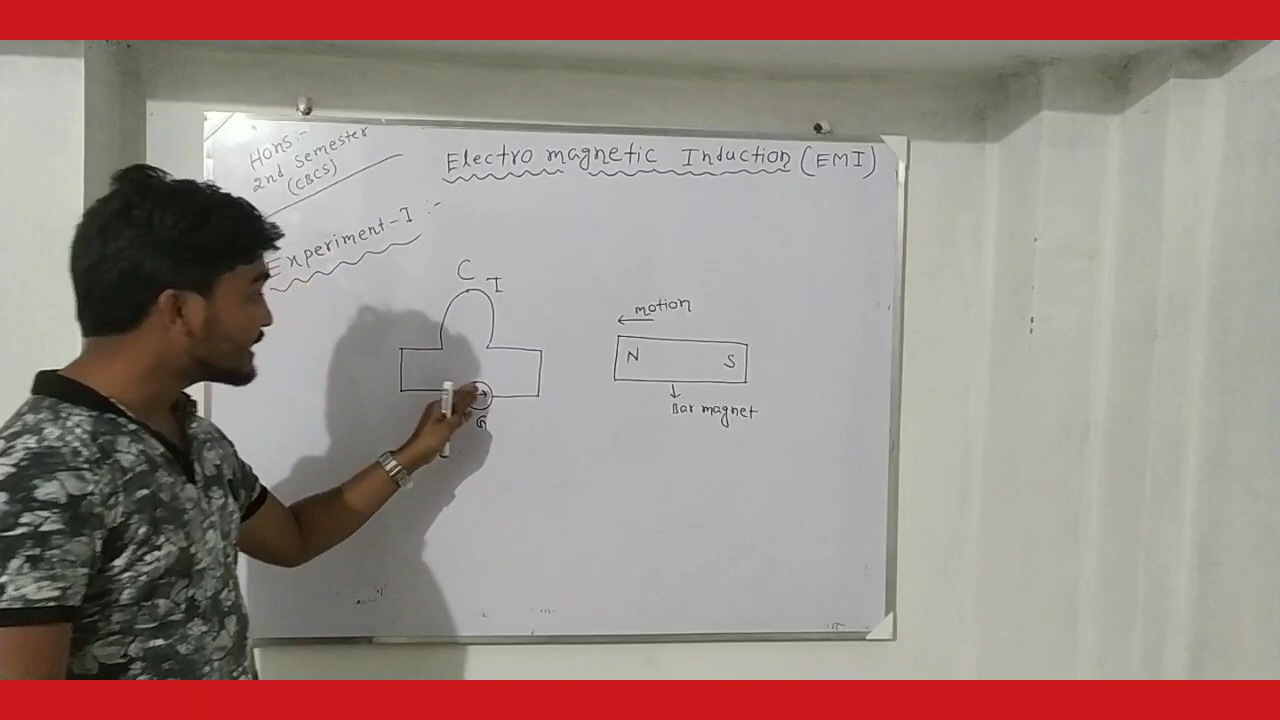 Hons:-
2nd Semester
(CBCS)
Electro magnetic Induction (EMI)
Experiment-I :-
C
I
motion
N
S
G
Bar magnet